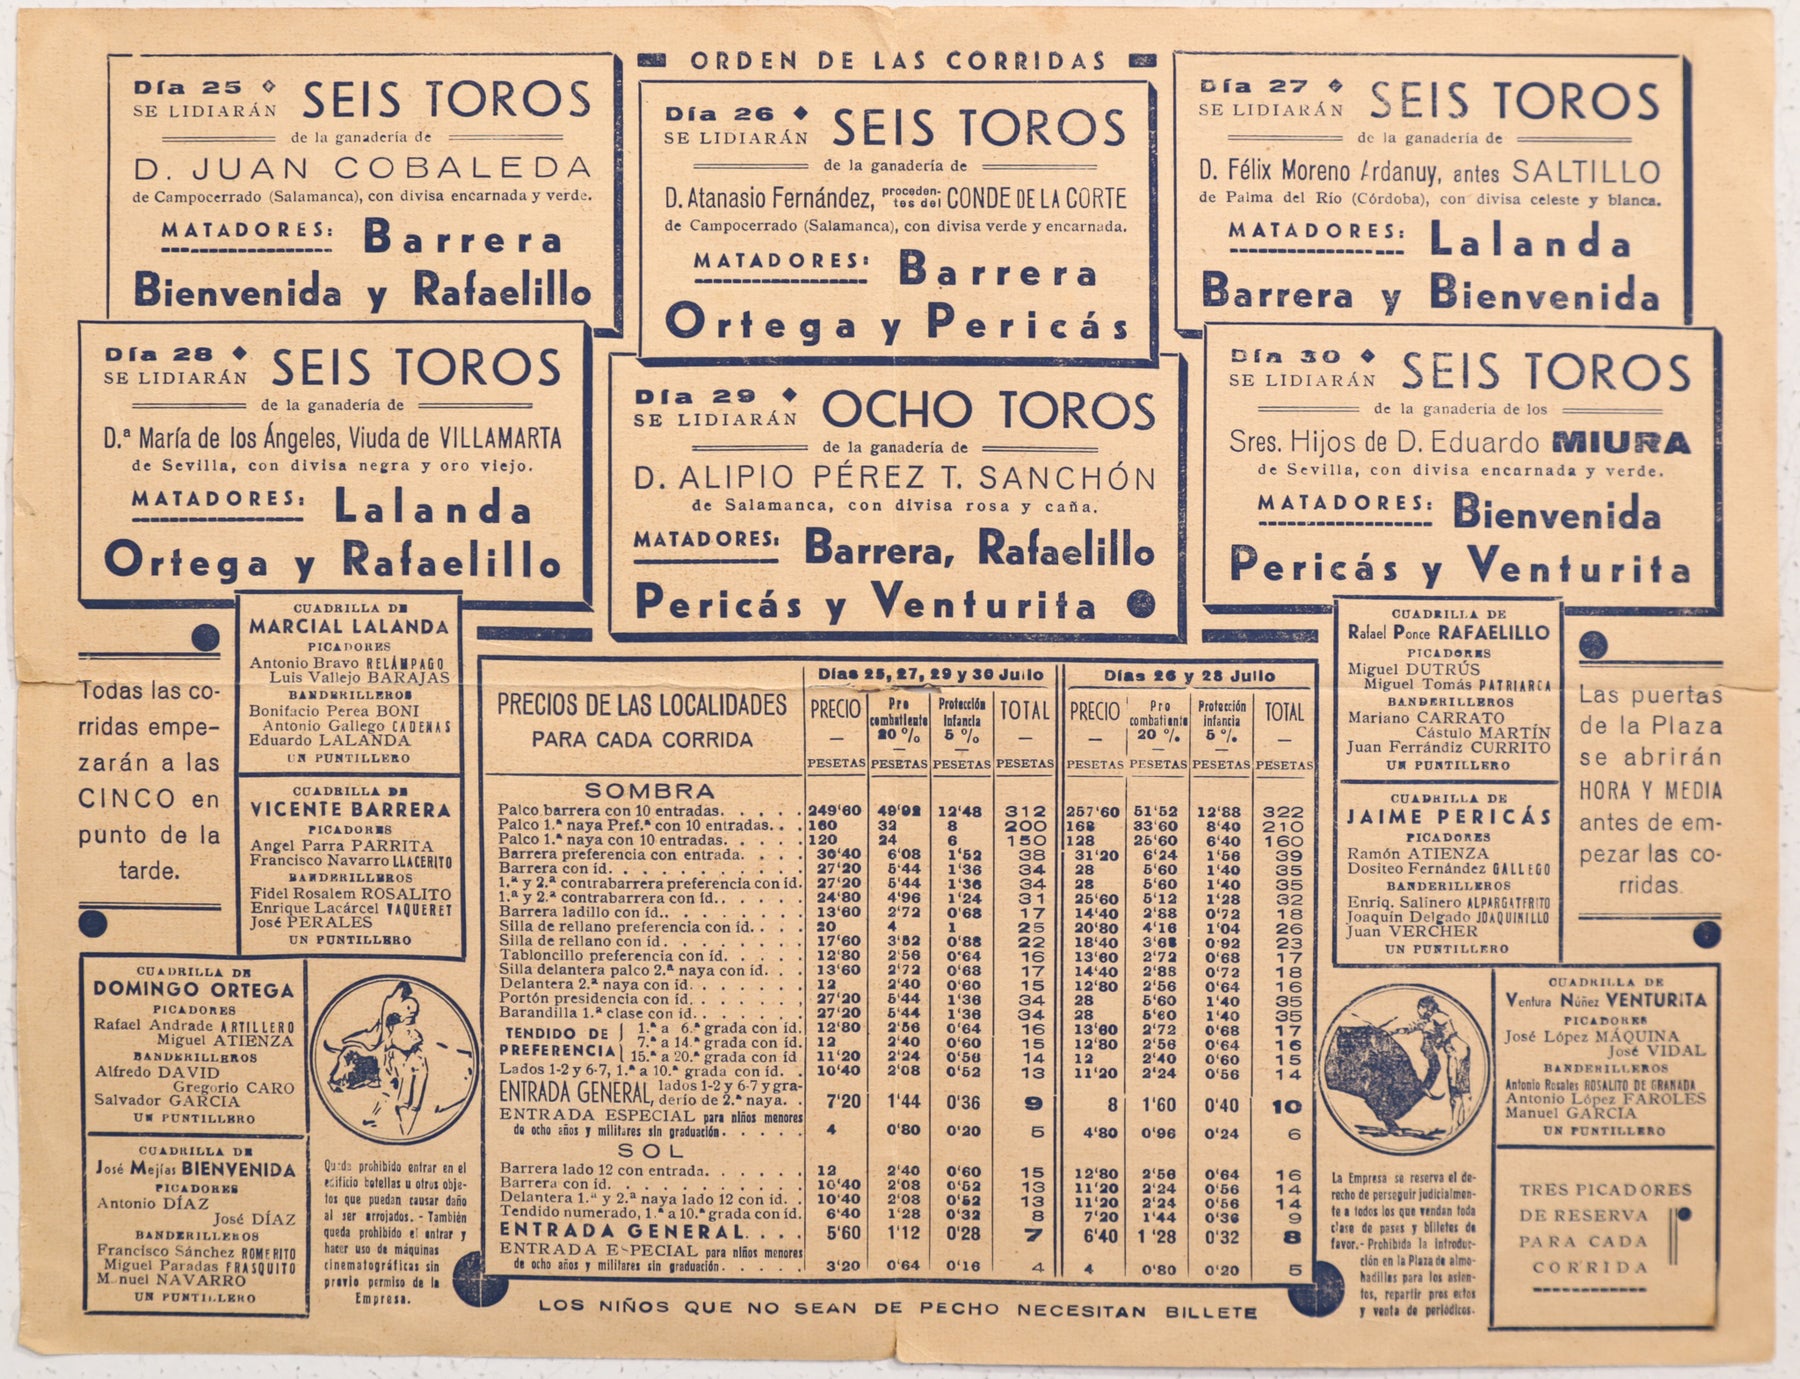 ORDEN DE LAS CORRIDAS
Día 25
SE LIDIARÁN SEIS TOROS
de la ganadería de
D. JUAN COBALEDA
de Campocerrado (Salamanca), con divisa encarnada y verde.
MATADORES: Barrera
Bienvenida y Rafaelillo
Día 26
SE LIDIARÁN SEIS TOROS
de la ganadería de
D. Atanasio Fernández, proceden-tes del CONDE DE LA CORTE
de Campocerrado (Salamanca), con divisa verde y encarnada.
MATADORES: Barrera
Ortega y Pericás
Día 27
SE LIDIARÁN SEIS TOROS
de la ganadería de
D. Félix Moreno Ardanuy, antes SALTILLO
de Palma del Río (Córdoba), con divisa celeste y blanca.
MATADORES: Lalanda
Barrera y Bienvenida
Día 28
SE LIDIARÁN SEIS TOROS
de la ganadería de
D.ª María de los Ángeles, Viuda de VILLAMARTA
de Sevilla, con divisa negra y oro viejo.
MATADORES: Lalanda
Ortega y Rafaelillo
Día 29
SE LIDIARÁN OCHO TOROS
de la ganadería de
D. ALIPIO PÉREZ T. SANCHÓN
de Salamanca, con divisa rosa y caña.
MATADORES: Barrera, Rafaelillo
Pericás y Venturita
Día 30
SE LIDIARÁN SEIS TOROS
de la ganadería de los
Sres. Hijos de D. Eduardo MIURA
de Sevilla, con divisa encarnada y verde.
MATADORES: Bienvenida
Pericás y Venturita
Todas las co-
rridas empe-
zarán a las
CINCO en
punto de la
tarde.
CUADRILLA DE
MARCIAL LALANDA
PICADORES
Antonio Bravo RELÁMPAGO
Luis Vallejo BARAJAS
BANDERILLEROS
Bonifacio Perea BONI
Antonio Gallego CADENAS
Eduardo LALANDA
UN PUNTILLERO
CUADRILLA DE
VICENTE BARRERA
PICADORES
Angel Parra PARRITA
Francisco Navarro LLACERITO
BANDERILLEROS
Fidel Rosalem ROSALITO
Enrique Lacárcel VAQUERET
José PERALES
UN PUNTILLERO
CUADRILLA DE
DOMINGO ORTEGA
PICADORES
Rafael Andrade ARTILLERO
Miguel ATIENZA
BANDERILLEROS
Alfredo DAVID
Gregorio CARO
Salvador GARCIA
UN PUNTILLERO
CUADRILLA DE
José Mejías BIENVENIDA
PICADORES
Antonio DÍAZ
José DÍAZ
BANDERILLEROS
Francisco Sánchez ROMERITO
Miguel Paradas FRASQUITO
Manuel NAVARRO
UN PUNTILLERO
Queda prohibido entrar en el
edificio botellas u otros obje-
tos que puedan causar daño
al ser arrojados. - También
queda prohibido el entrar y
hacer uso de máquinas
cinematográficas sin
previo permiso de la
Empresa.
PRECIOS DE LAS LOCALIDADES
PARA CADA CORRIDA
Días 25, 27, 29 y 30 Julio
Días 26 y 28 Julio
PRECIO — PESETAS | Pro combatiente 20 % — PESETAS | Protección Infancia 5 % — PESETAS | TOTAL — PESETAS | PRECIO — PESETAS | Pro combatiente 20 % — PESETAS | Protección Infancia 5 % — PESETAS | TOTAL — PESETAS
SOMBRA
Palco barrera con 10 entradas. . . . . 249'60 49'92 12'48 312 257'60 51'52 12'88 322
Palco 1.ª naya Pref.ª con 10 entradas. . 160 32 8 200 168 33'60 8'40 210
Palco 1.ª naya con 10 entradas. . . . . 120 24 6 150 128 25'60 6'40 160
Barrera preferencia con entrada. . . . 30'40 6'08 1'52 38 31'20 6'24 1'56 39
Barrera con id. . . . . . . . . . 27'20 5'44 1'36 34 28 5'60 1'40 35
1.ª y 2.ª contrabarrera preferencia con id. 27'20 5'44 1'36 34 28 5'60 1'40 35
1.ª y 2.ª contrabarrera con id. . . . . 24'80 4'96 1'24 31 25'60 5'12 1'28 32
Barrera ladillo con id. . . . . . . . 13'60 2'72 0'68 17 14'40 2'88 0'72 18
Silla de rellano preferencia con id. . . . 20 4 1 25 20'80 4'16 1'04 26
Silla de rellano con id. . . . . . . . 17'60 3'52 0'88 22 18'40 3'68 0'92 23
Tabloncillo preferencia con id. . . . . 12'80 2'56 0'64 16 13'60 2'72 0'68 17
Silla delantera palco 2.ª naya con id. . . 13'60 2'72 0'68 17 14'40 2'88 0'72 18
Delantera 2.ª naya con id. . . . . . . 12 2'40 0'60 15 12'80 2'56 0'64 16
Portón presidencia con id. . . . . . . 27'20 5'44 1'36 34 28 5'60 1'40 35
Barandilla 1.ª clase con id. . . . . . 27'20 5'44 1'36 34 28 5'60 1'40 35
TENDIDO DE PREFERENCIA
1.ª a 6.ª grada con id. 12'80 2'56 0'64 16 13'60 2'72 0'68 17
7.ª a 14.ª grada con id. 12 2'40 0'60 15 12'80 2'56 0'64 16
15.ª a 20.ª grada con id 11'20 2'24 0'56 14 12 2'40 0'60 15
Lados 1-2 y 6-7, 1.ª a 10.ª grada con id. . 10'40 2'08 0'52 13 11'20 2'24 0'56 14
ENTRADA GENERAL, lados 1-2 y 6-7 y gra-
derío de 2.ª naya. . 7'20 1'44 0'36 9 8 1'60 0'40 10
ENTRADA ESPECIAL para niños menores
de ocho años y militares sin graduación. . . . . 4 0'80 0'20 5 4'80 0'96 0'24 6
SOL
Barrera lado 12 con entrada. . . . . . 12 2'40 0'60 15 12'80 2'56 0'64 16
Barrera con id. . . . . . . . . . 10'40 2'08 0'52 13 11'20 2'24 0'56 14
Delantera 1.ª y 2.ª naya lado 12 con id. . 10'40 2'08 0'52 13 11'20 2'24 0'56 14
Tendido numerado, 1.ª a 10.ª grada con id. 6'40 1'28 0'32 8 7'20 1'44 0'36 9
ENTRADA GENERAL. . . . 5'60 1'12 0'28 7 6'40 1'28 0'32 8
ENTRADA ESPECIAL para niños menores
de ocho años y militares sin graduación. . . . . 3'20 0'64 0'16 4 4 0'80 0'20 5
LOS NIÑOS QUE NO SEAN DE PECHO NECESITAN BILLETE
CUADRILLA DE
Rafael Ponce RAFAELILLO
PICADORES
Miguel DUTRÚS
Miguel Tomás PATRIARCA
BANDERILLEROS
Mariano CARRATO
Cástulo MARTÍN
Juan Ferrándiz CURRITO
UN PUNTILLERO
CUADRILLA DE
JAIME PERICÁS
PICADORES
Ramón ATIENZA
Dositeo Fernández GALLEGO
BANDERILLEROS
Enriq. Salinero ALPARGATERITO
Joaquín Delgado JOAQUINILLO
Juan VERCHER
UN PUNTILLERO
Las puertas
de la Plaza
se abrirán
HORA Y MEDIA
antes de em-
pezar las co-
rridas.
CUADRILLA DE
Ventura Núñez VENTURITA
PICADORES
José López MÁQUINA
José VIDAL
BANDERILLEROS
Antonio Rosales ROSALITO DE GRANADA
Antonio López FAROLES
Manuel GARCIA
UN PUNTILLERO
La Empresa se reserva el de-
recho de perseguir judicialmen-
te a todos los que vendan toda
clase de pases y billetes de
favor.- Prohibida la introduc-
ción en la Plaza de almo-
hadillas para los asien-
tos, repartir prospectos
y venta de periódicos.
TRES PICADORES
DE RESERVA
PARA CADA
CORRIDA